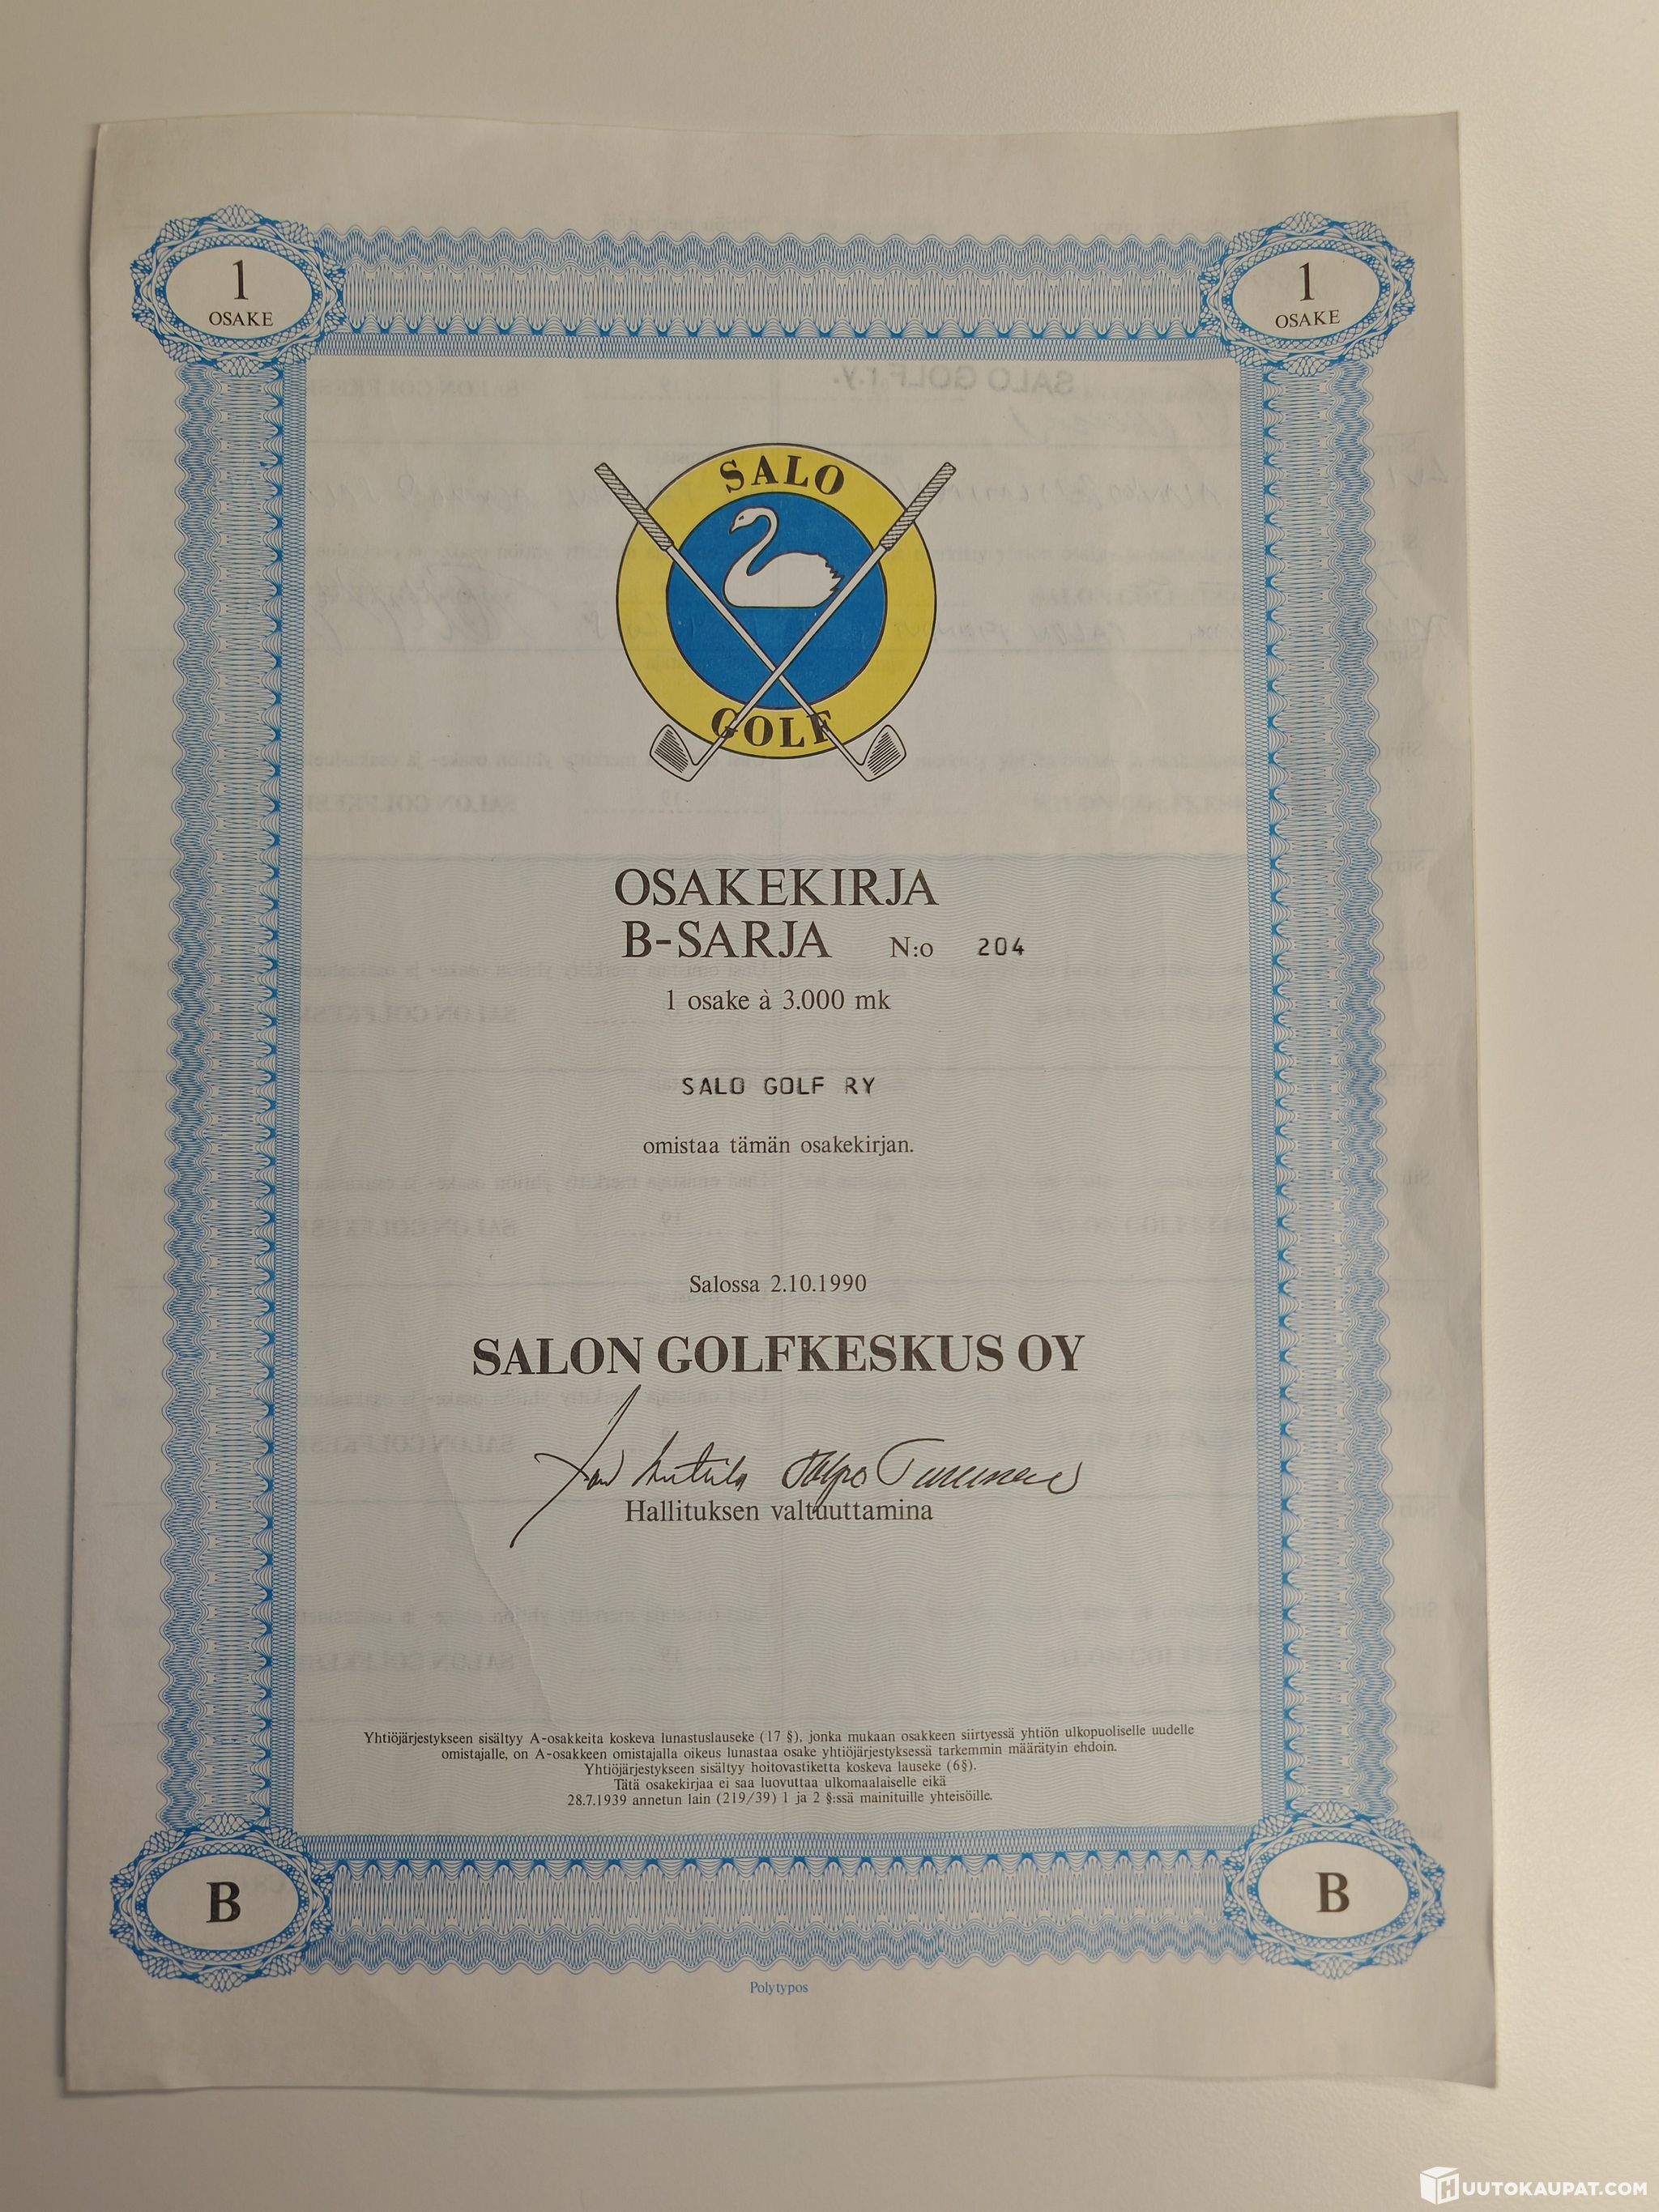 1
OSAKE
1
OSAKE
SALO
GOLF
OSAKEKIRJA
B-SARJA N:o 204
1 osake à 3.000 mk
SALO GOLF RY
omistaa tämän osakekirjan.
Salossa 2.10.1990
SALON GOLFKESKUS OY
Hallituksen valtuuttamina
Yhtiöjärjestykseen sisältyy A-osakkeita koskeva lunastuslauseke (17 §), jonka mukaan osakkeen siirtyessä yhtiön ulkopuoliselle uudelle
omistajalle, on A-osakkeen omistajalla oikeus lunastaa osake yhtiöjärjestyksessä tarkemmin määrätyin ehdoin.
Yhtiöjärjestykseen sisältyy hoitovastiketta koskeva lauseke (6§).
Tätä osakekirjaa ei saa luovuttaa ulkomaalaiselle eikä
28.7.1939 annetun lain (219/39) 1 ja 2 §:ssä mainituille yhteisöille.
B
B
Polytypos
HUUTOKAUPAT.COM